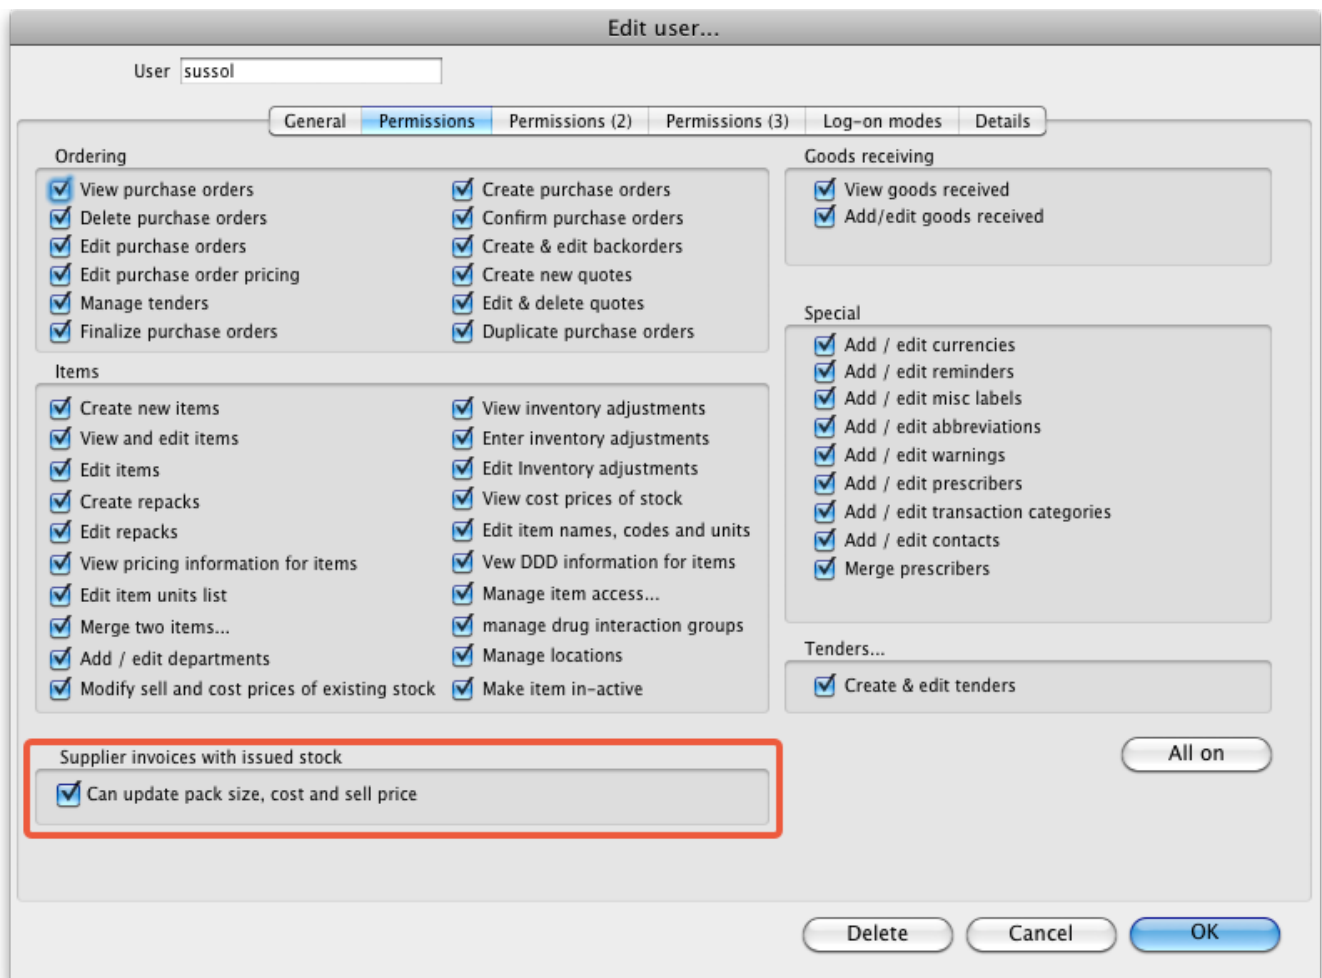 Edit user...
User sussol
General Permissions Permissions (2) Permissions (3) Log-on modes Details
Ordering
View purchase orders
Delete purchase orders
Edit purchase orders
Edit purchase order pricing
Manage tenders
Finalize purchase orders
Create purchase orders
Confirm purchase orders
Create & edit backorders
Create new quotes
Edit & delete quotes
Duplicate purchase orders
Items
Create new items
View and edit items
Edit items
Create repacks
Edit repacks
View pricing information for items
Edit item units list
Merge two items...
Add / edit departments
Modify sell and cost prices of existing stock
View inventory adjustments
Enter inventory adjustments
Edit Inventory adjustments
View cost prices of stock
Edit item names, codes and units
Vew DDD information for items
Manage item access...
manage drug interaction groups
Manage locations
Make item in-active
Supplier invoices with issued stock
Can update pack size, cost and sell price
Goods receiving
View goods received
Add/edit goods received
Special
Add / edit currencies
Add / edit reminders
Add / edit misc labels
Add / edit abbreviations
Add / edit warnings
Add / edit prescribers
Add / edit transaction categories
Add / edit contacts
Merge prescribers
Tenders...
Create & edit tenders
All on
Delete Cancel OK